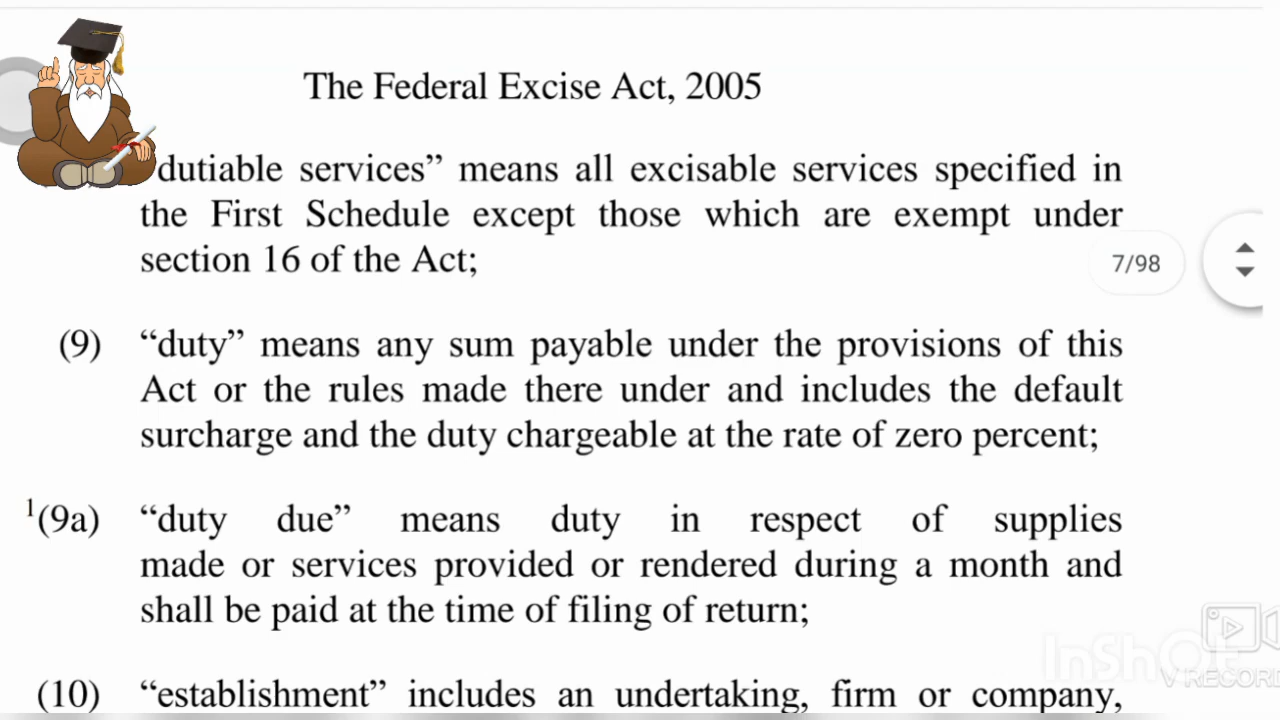 The Federal Excise Act, 2005
dutiable services” means all excisable services specified in
the First Schedule except those which are exempt under
section 16 of the Act;
7/98
(9) “duty” means any sum payable under the provisions of this
Act or the rules made there under and includes the default
surcharge and the duty chargeable at the rate of zero percent;
1(9a) “duty due” means duty in respect of supplies
made or services provided or rendered during a month and
shall be paid at the time of filing of return;
(10) “establishment” includes an undertaking, firm or company,
InShOt
V RECORD